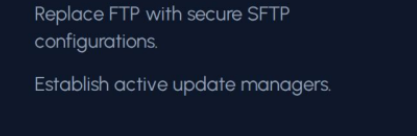 Replace FTP with secure SFTP
configurations.
Establish active update managers.